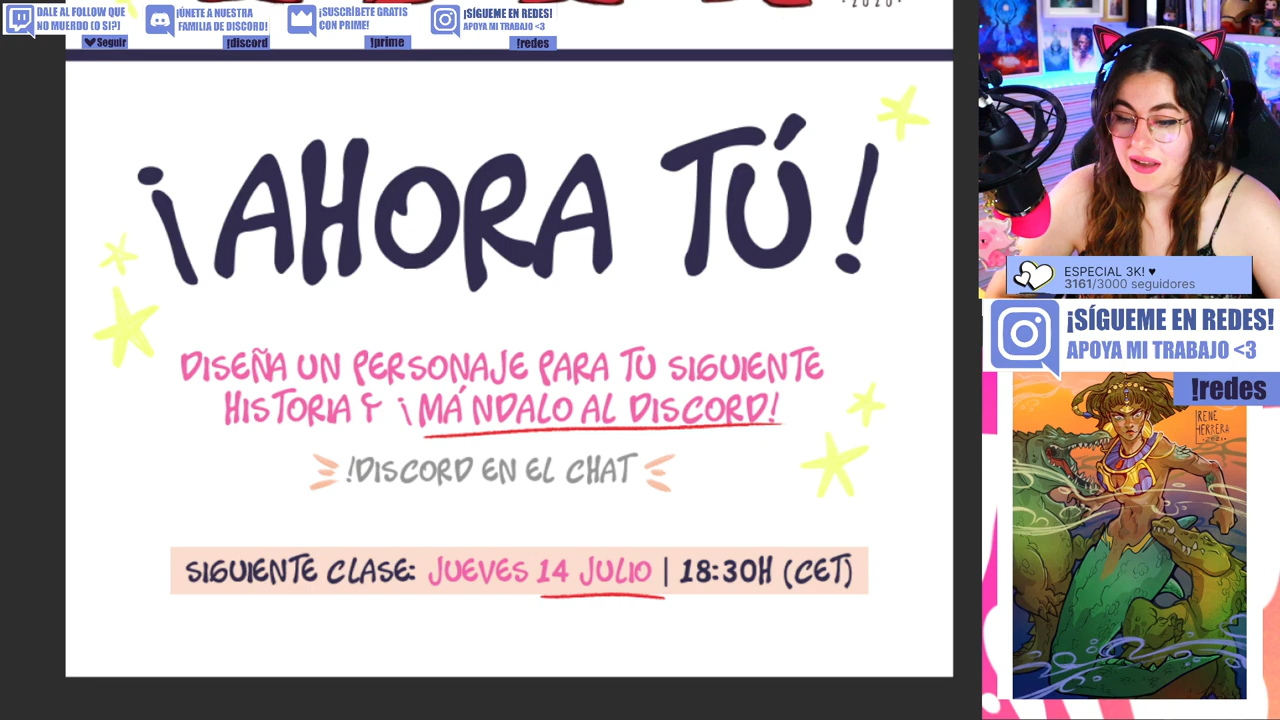 DALE AL FOLLOW QUE
NO MUERDO (O SI?)
Seguir
¡ÚNETE A NUESTRA
FAMILIA DE DISCORD!
!discord
¡SUSCRÍBETE GRATIS
CON PRIME!
!prime
¡SÍGUEME EN REDES!
APOYA MI TRABAJO <3
!redes
·2020·
¡AHORA TÚ!
DISEÑA UN PERSONAJE PARA TU SIGUIENTE
HISTORIA Y ¡MÁNDALO AL DISCORD!
!DISCORD EN EL CHAT
SIGUIENTE CLASE: JUEVES 14 JULIO | 18:30H (CET)
ESPECIAL 3K! ♥
3161/3000 seguidores
¡SÍGUEME EN REDES!
APOYA MI TRABAJO <3
!redes
IRENE
HERRERA